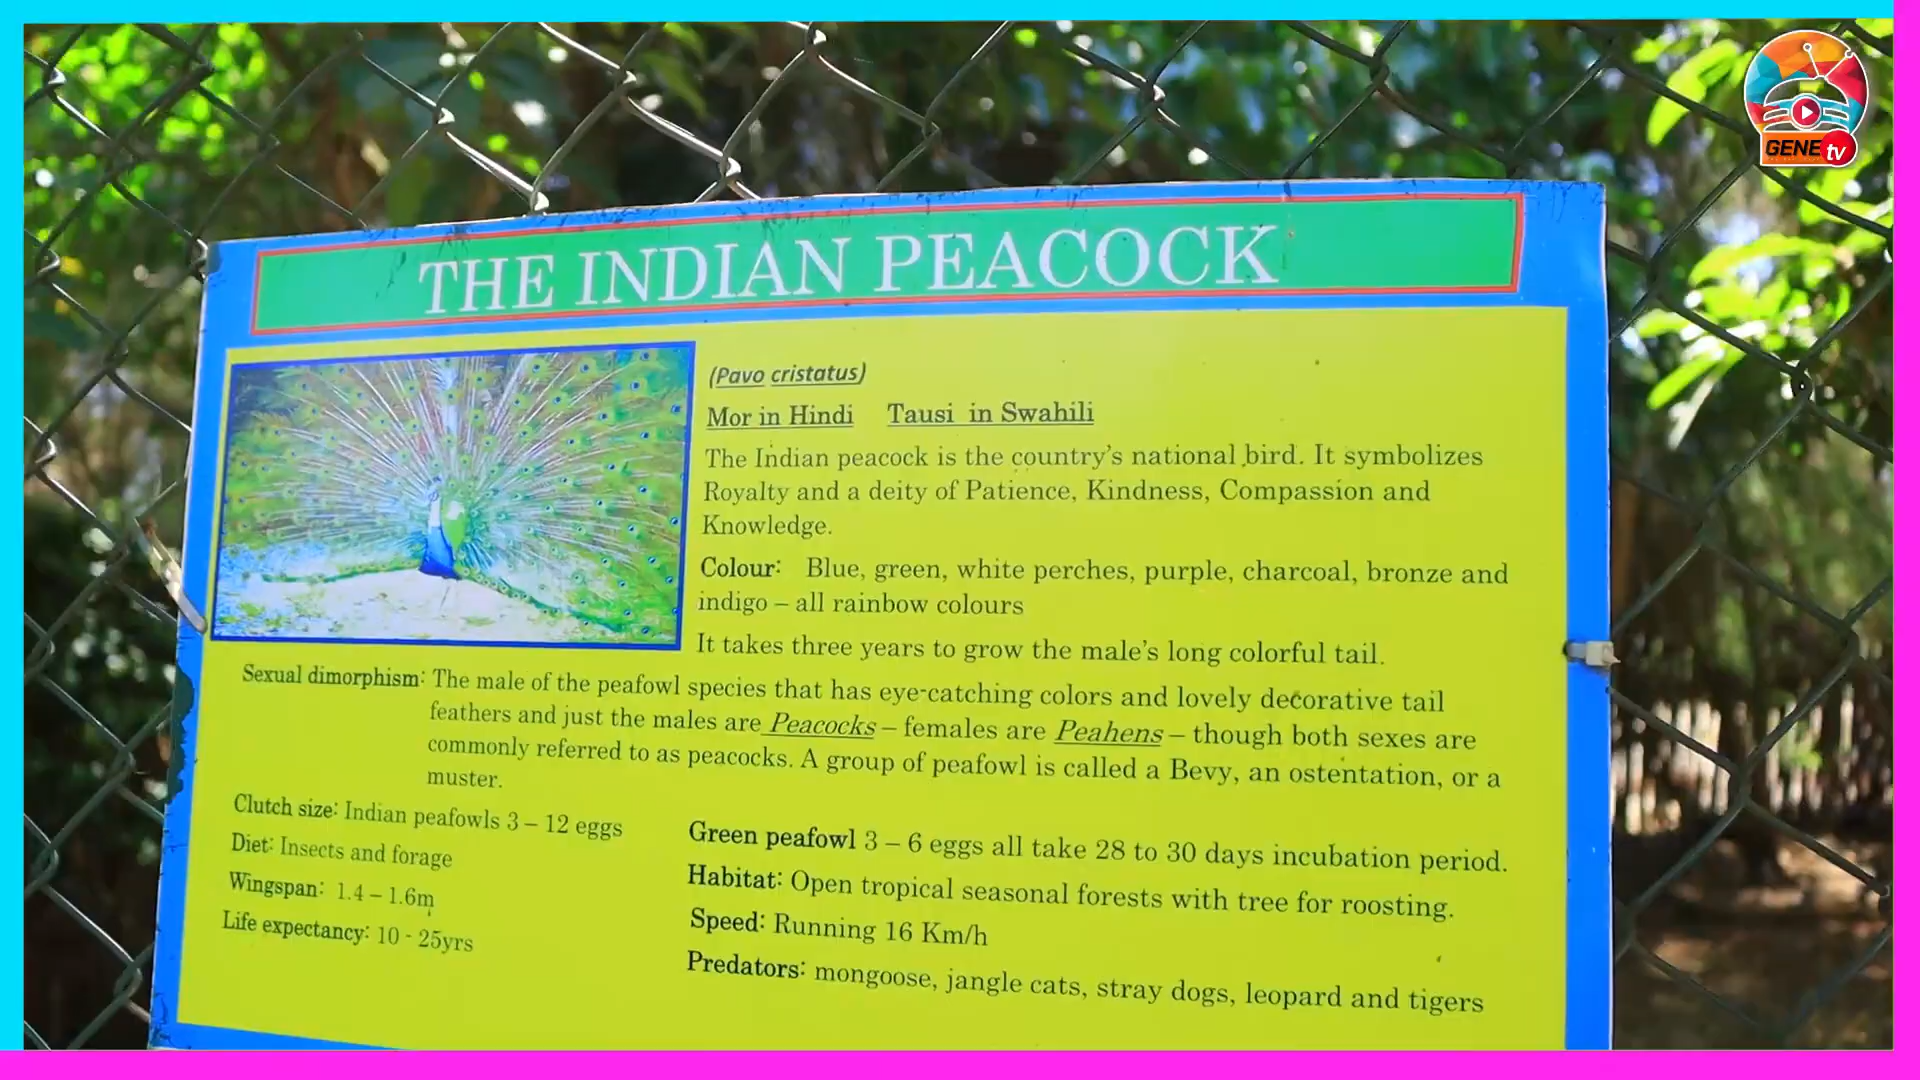 GENE tv
THE INDIAN PEACOCK
(Pavo cristatus)
Mor in Hindi Tausi in Swahili
The Indian peacock is the country's national bird. It symbolizes
Royalty and a deity of Patience, Kindness, Compassion and
Knowledge.
Colour: Blue, green, white perches, purple, charcoal, bronze and
indigo – all rainbow colours
It takes three years to grow the male's long colorful tail.
Sexual dimorphism: The male of the peafowl species that has eye-catching colors and lovely decorative tail
feathers and just the males are Peacocks – females are Peahens – though both sexes are
commonly referred to as peacocks. A group of peafowl is called a Bevy, an ostentation, or a
muster.
Clutch size: Indian peafowls 3 – 12 eggs
Diet: Insects and forage
Wingspan: 1.4 – 1.6m
Life expectancy: 10 - 25yrs
Green peafowl 3 – 6 eggs all take 28 to 30 days incubation period.
Habitat: Open tropical seasonal forests with tree for roosting.
Speed: Running 16 Km/h
Predators: mongoose, jangle cats, stray dogs, leopard and tigers